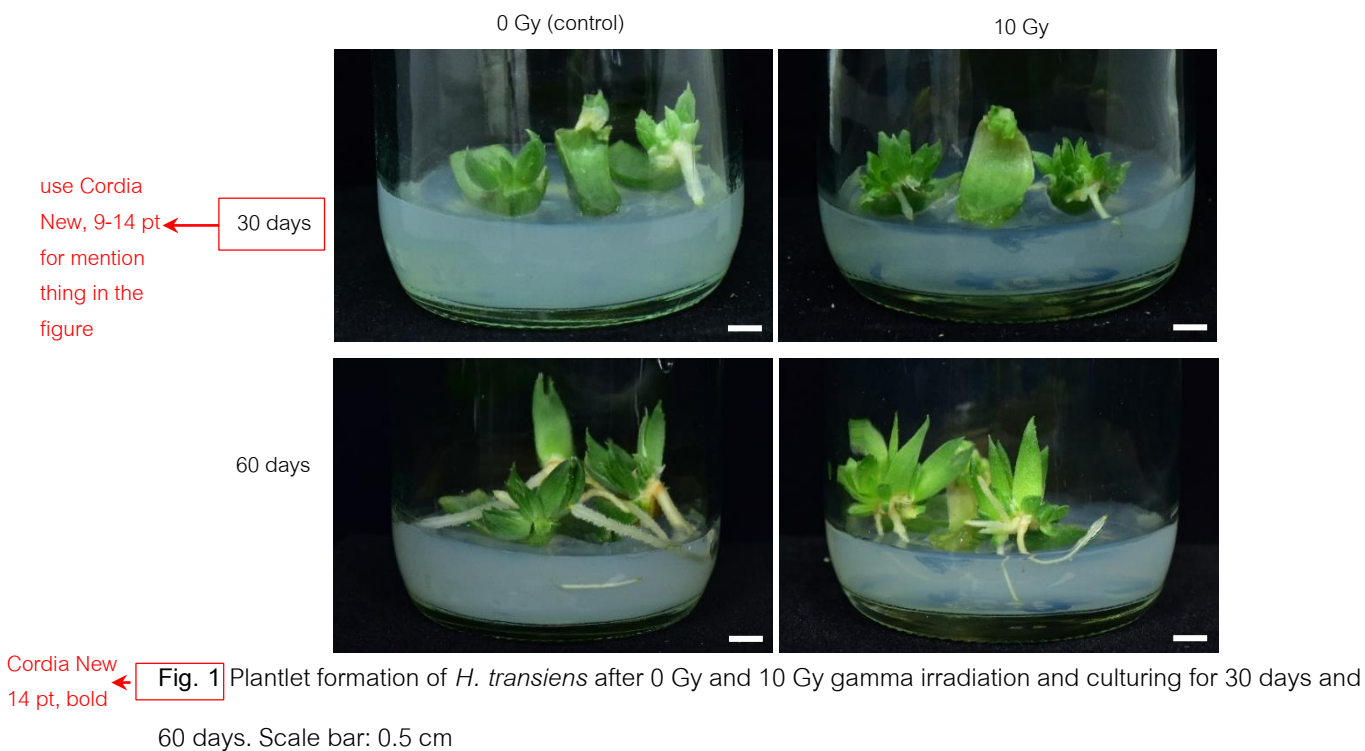 0 Gy (control)
10 Gy
use Cordia
New, 9-14 pt
for mention
thing in the
figure
30 days
60 days
Cordia New
14 pt, bold
Fig. 1 Plantlet formation of H. transiens after 0 Gy and 10 Gy gamma irradiation and culturing for 30 days and
60 days. Scale bar: 0.5 cm